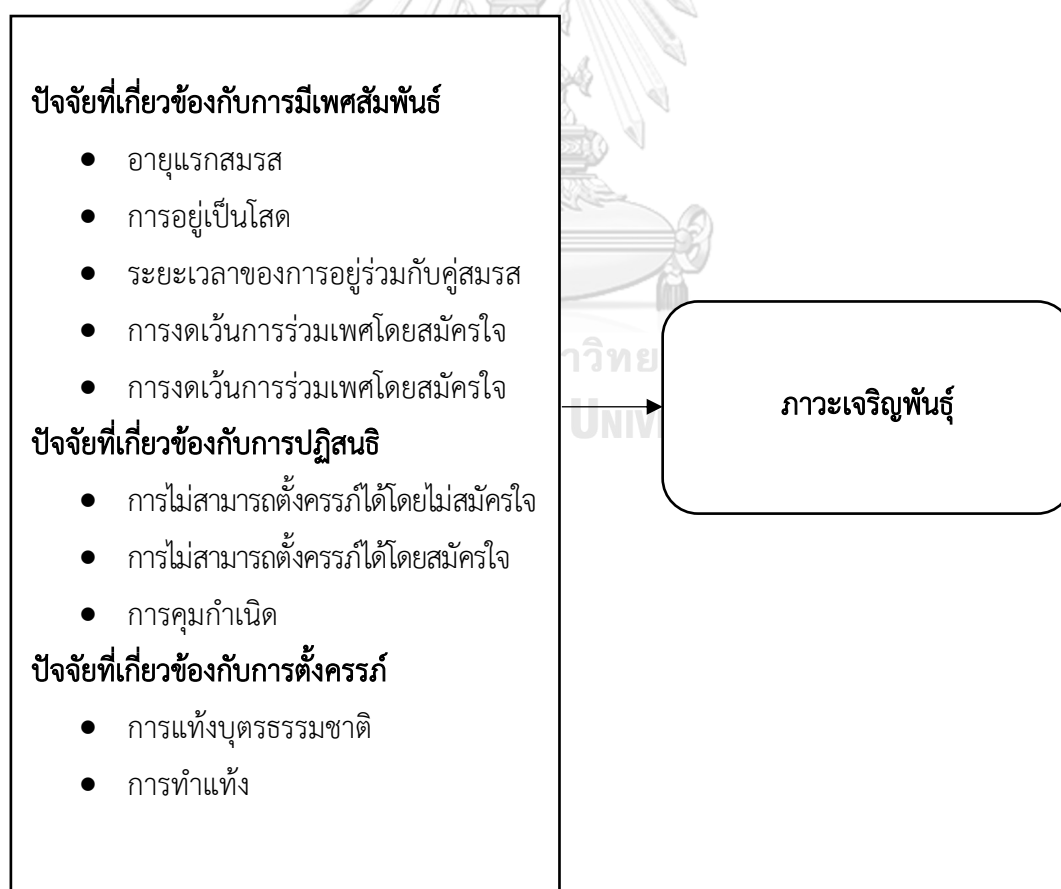 ปัจจัยที่เกี่ยวข้องกับการมีเพศสัมพันธ์
● อายุแรกสมรส
● การอยู่เป็นโสด
● ระยะเวลาของการอยู่ร่วมกับคู่สมรส
● การงดเว้นการร่วมเพศโดยสมัครใจ
● การงดเว้นการร่วมเพศโดยสมัครใจ
ปัจจัยที่เกี่ยวข้องกับการปฏิสนธิ
● การไม่สามารถตั้งครรภ์ได้โดยไม่สมัครใจ
● การไม่สามารถตั้งครรภ์ได้โดยสมัครใจ
● การคุมกำเนิด
ปัจจัยที่เกี่ยวข้องกับการตั้งครรภ์
● การแท้งบุตรธรรมชาติ
● การทำแท้ง
ภาวะเจริญพันธุ์